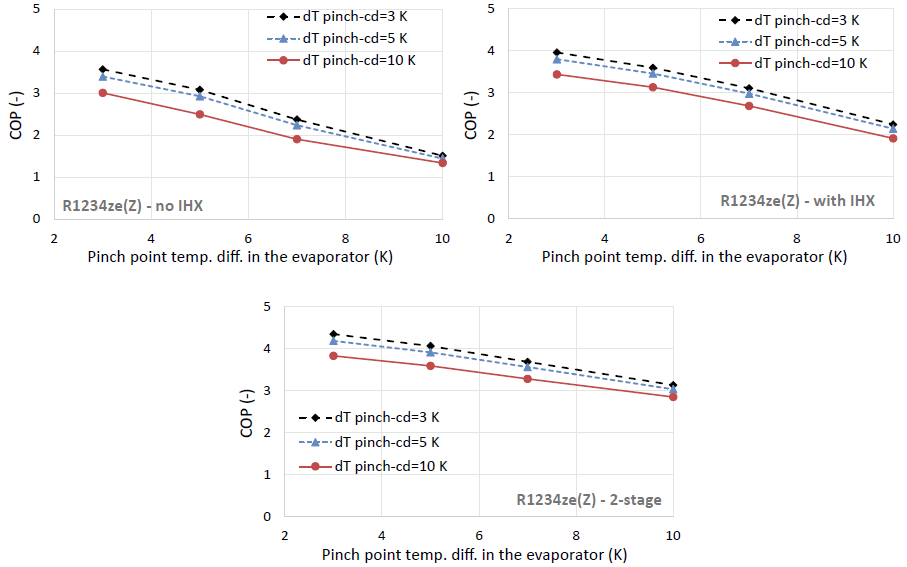 5
4
3
2
1
0
COP (-)
dT pinch-cd=3 K
dT pinch-cd=5 K
dT pinch-cd=10 K
R1234ze(Z) - no IHX
2 4 6 8 10
Pinch point temp. diff. in the evaporator (K)
5
4
3
2
1
0
COP (-)
dT pinch-cd=3 K
dT pinch-cd=5 K
dT pinch-cd=10 K
R1234ze(Z) - with IHX
2 4 6 8 10
Pinch point temp. diff. in the evaporator (K)
5
4
3
2
1
0
COP (-)
dT pinch-cd=3 K
dT pinch-cd=5 K
dT pinch-cd=10 K
R1234ze(Z) - 2-stage
2 4 6 8 10
Pinch point temp. diff. in the evaporator (K)